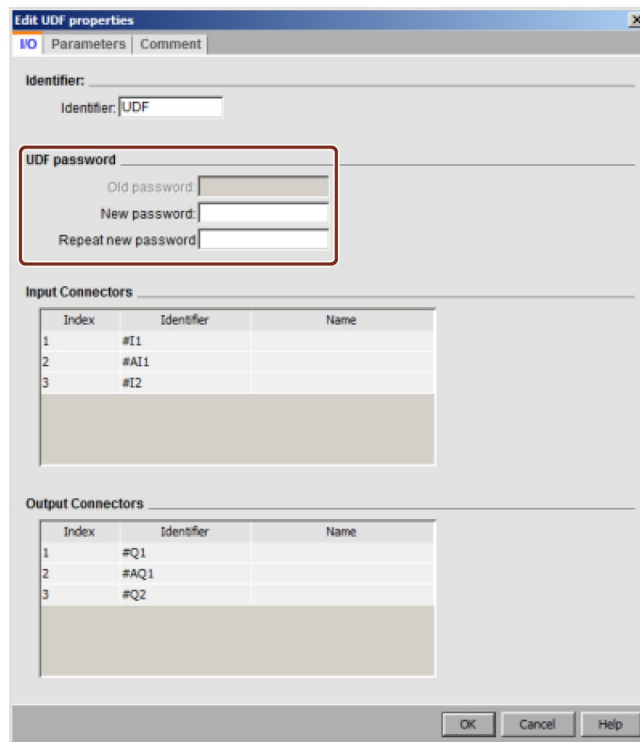 Edit UDF properties
I/O Parameters Comment
Identifier:
Identifier: UDF
UDF password
Old password:
New password:
Repeat new password
Input Connectors
Index Identifier Name
1 #I1
2 #AI1
3 #I2
Output Connectors
Index Identifier Name
1 #Q1
2 #AQ1
3 #Q2
OK Cancel Help